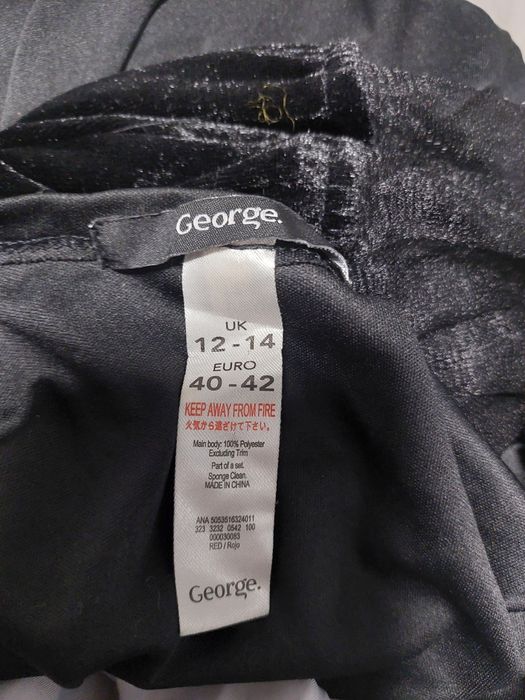 George.
UK
12 - 14
EURO
40 - 42
KEEP AWAY FROM FIRE
火気から遠ざけて下さい。
Main body: 100% Polyester
Excluding Trim
Part of a set.
Sponge Clean.
MADE IN CHINA
ANA 5053516324011
323 3232 0542 100
000030083
RED / Rojo
George.